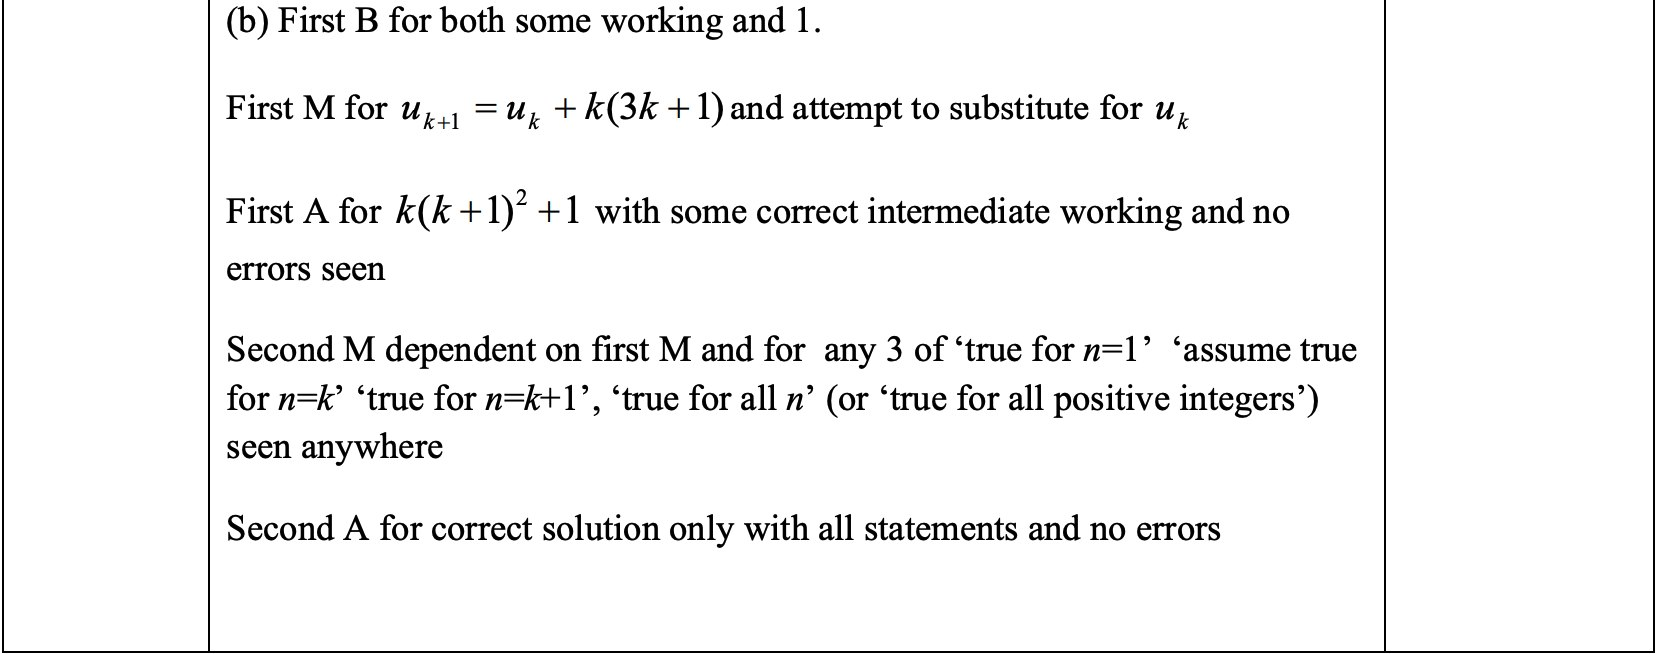 (b) First B for both some working and 1.
First M for $u_{k+1} = u_k + k(3k+1)$ and attempt to substitute for $u_k$
First A for $k(k+1)^2 + 1$ with some correct intermediate working and no
errors seen
Second M dependent on first M and for any 3 of ‘true for n=1’ ‘assume true
for n=k’ ‘true for n=k+1’, ‘true for all n’ (or ‘true for all positive integers’)
seen anywhere
Second A for correct solution only with all statements and no errors